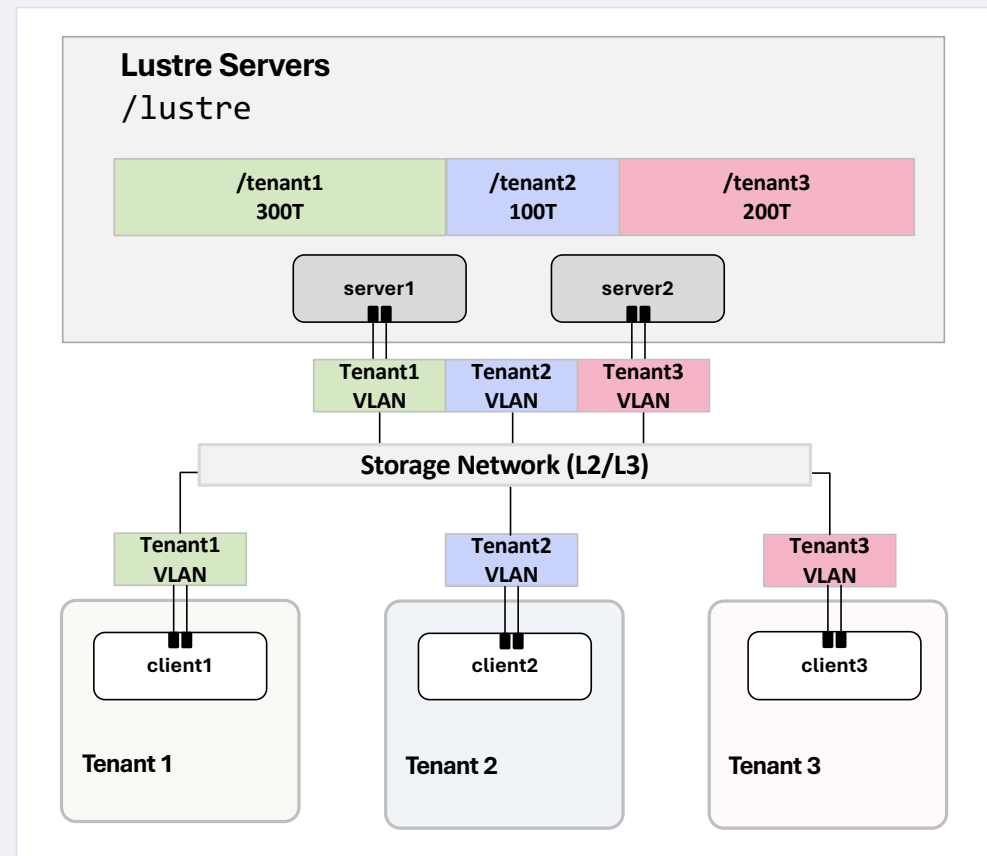 Lustre Servers
/lustre
/tenant1
300T
/tenant2
100T
/tenant3
200T
server1
server2
Tenant1
VLAN
Tenant2
VLAN
Tenant3
VLAN
Storage Network (L2/L3)
Tenant1
VLAN
Tenant2
VLAN
Tenant3
VLAN
client1
client2
client3
Tenant 1
Tenant 2
Tenant 3